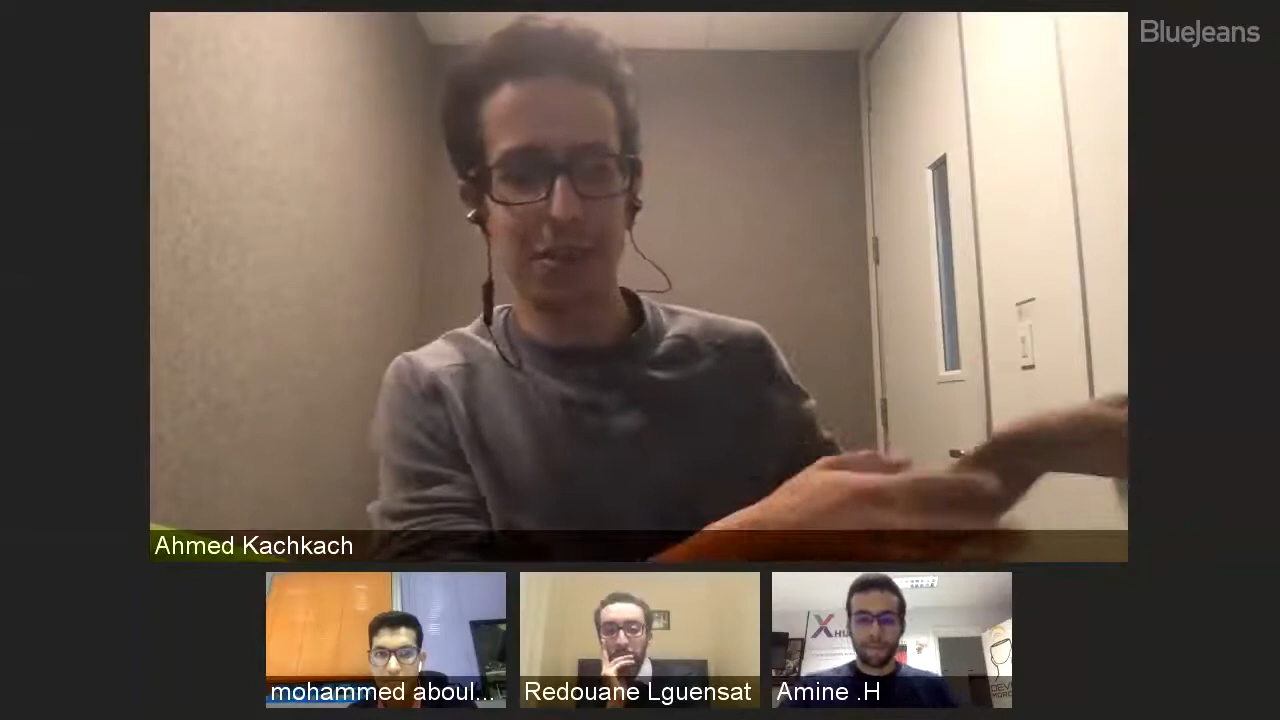 BlueJeans
Ahmed Kachkach
mohammed aboul...
Redouane Lguensat
Amine .H